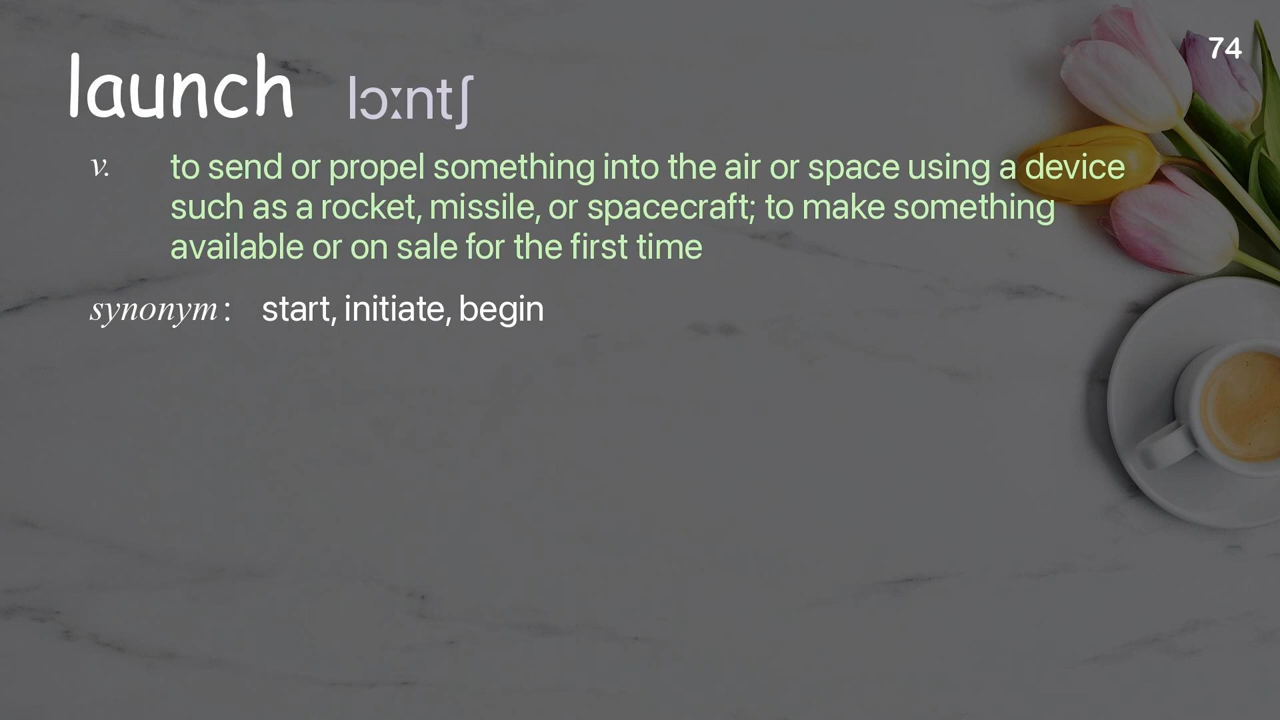 74
launch lɔːntʃ
v. to send or propel something into the air or space using a device
such as a rocket, missile, or spacecraft; to make something
available or on sale for the first time
synonym: start, initiate, begin